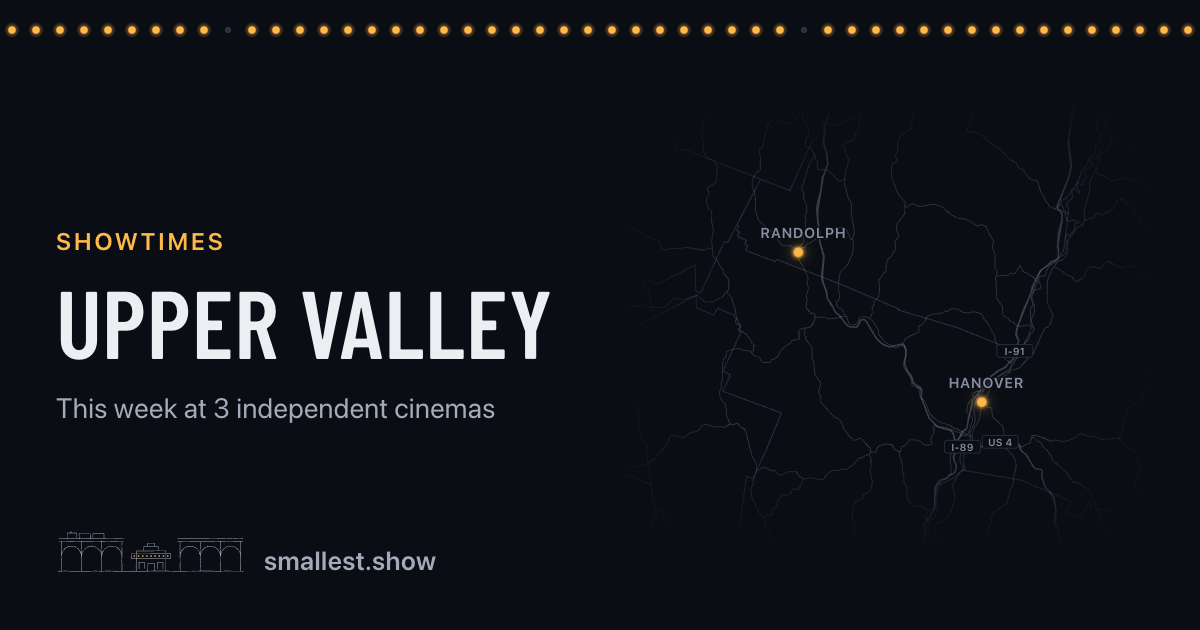 SHOWTIMES
UPPER VALLEY
This week at 3 independent cinemas
smallest.show
RANDOLPH
I-91
HANOVER
I-89
US 4